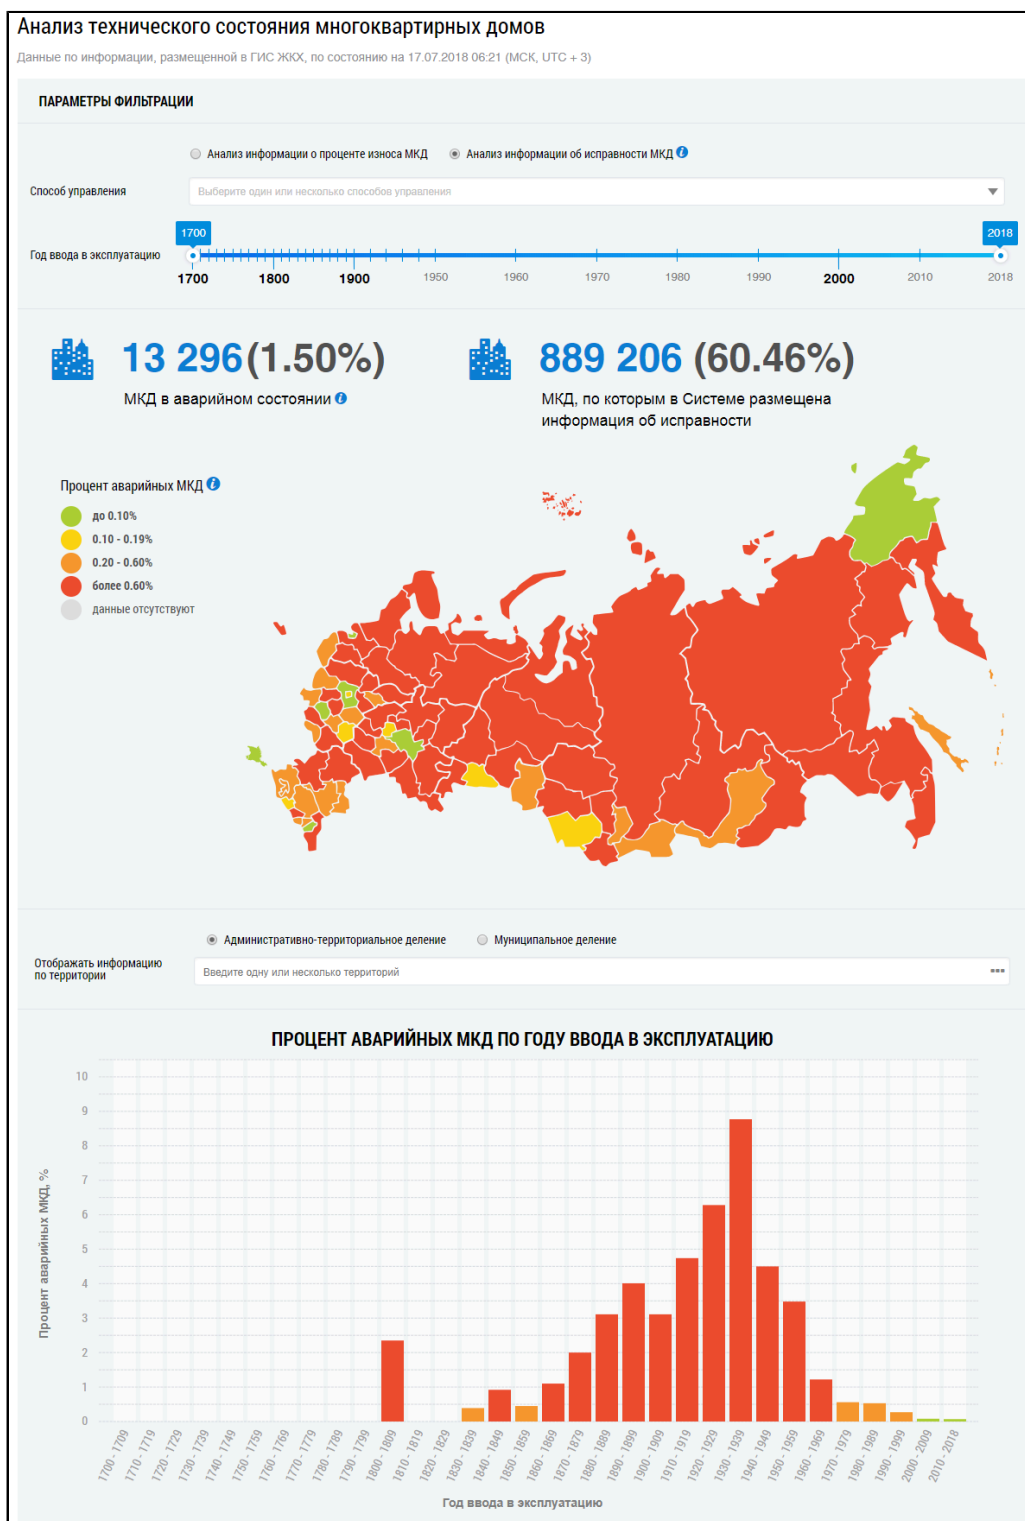 Анализ технического состояния многоквартирных домов
Данные по информации, размещенной в ГИС ЖКХ, по состоянию на 17.07.2018 06:21 (МСК, UTC + 3)
ПАРАМЕТРЫ ФИЛЬТРАЦИИ
Анализ информации о проценте износа МКД Анализ информации об исправности МКД i
Способ управления Выберите один или несколько способов управления
1700 2018
Год ввода в эксплуатацию
1700 1800 1900 1950 1960 1970 1980 1990 2000 2010 2018
13 296 (1.50%) 889 206 (60.46%)
МКД в аварийном состоянии i МКД, по которым в Системе размещена
информация об исправности
Процент аварийных МКД i
до 0.10%
0.10 - 0.19%
0.20 - 0.60%
более 0.60%
данные отсутствуют
Административно-территориальное деление Муниципальное деление
Отображать информацию
по территории
Введите одну или несколько территорий
ПРОЦЕНТ АВАРИЙНЫХ МКД ПО ГОДУ ВВОДА В ЭКСПЛУАТАЦИЮ
Процент аварийных МКД, %
10
9
8
7
6
5
4
3
2
1
0
1700 - 1709 1710 - 1719 1720 - 1729 1730 - 1739 1740 - 1749 1750 - 1759 1760 - 1769 1770 - 1779 1780 - 1789 1790 - 1799 1800 - 1809 1810 - 1819 1820 - 1829 1830 - 1839 1840 - 1849 1850 - 1859 1860 - 1869 1870 - 1879 1880 - 1889 1890 - 1899 1900 - 1909 1910 - 1919 1920 - 1929 1930 - 1939 1940 - 1949 1950 - 1959 1960 - 1969 1970 - 1979 1980 - 1989 1990 - 1999 2000 - 2009 2010 - 2018
Год ввода в эксплуатацию